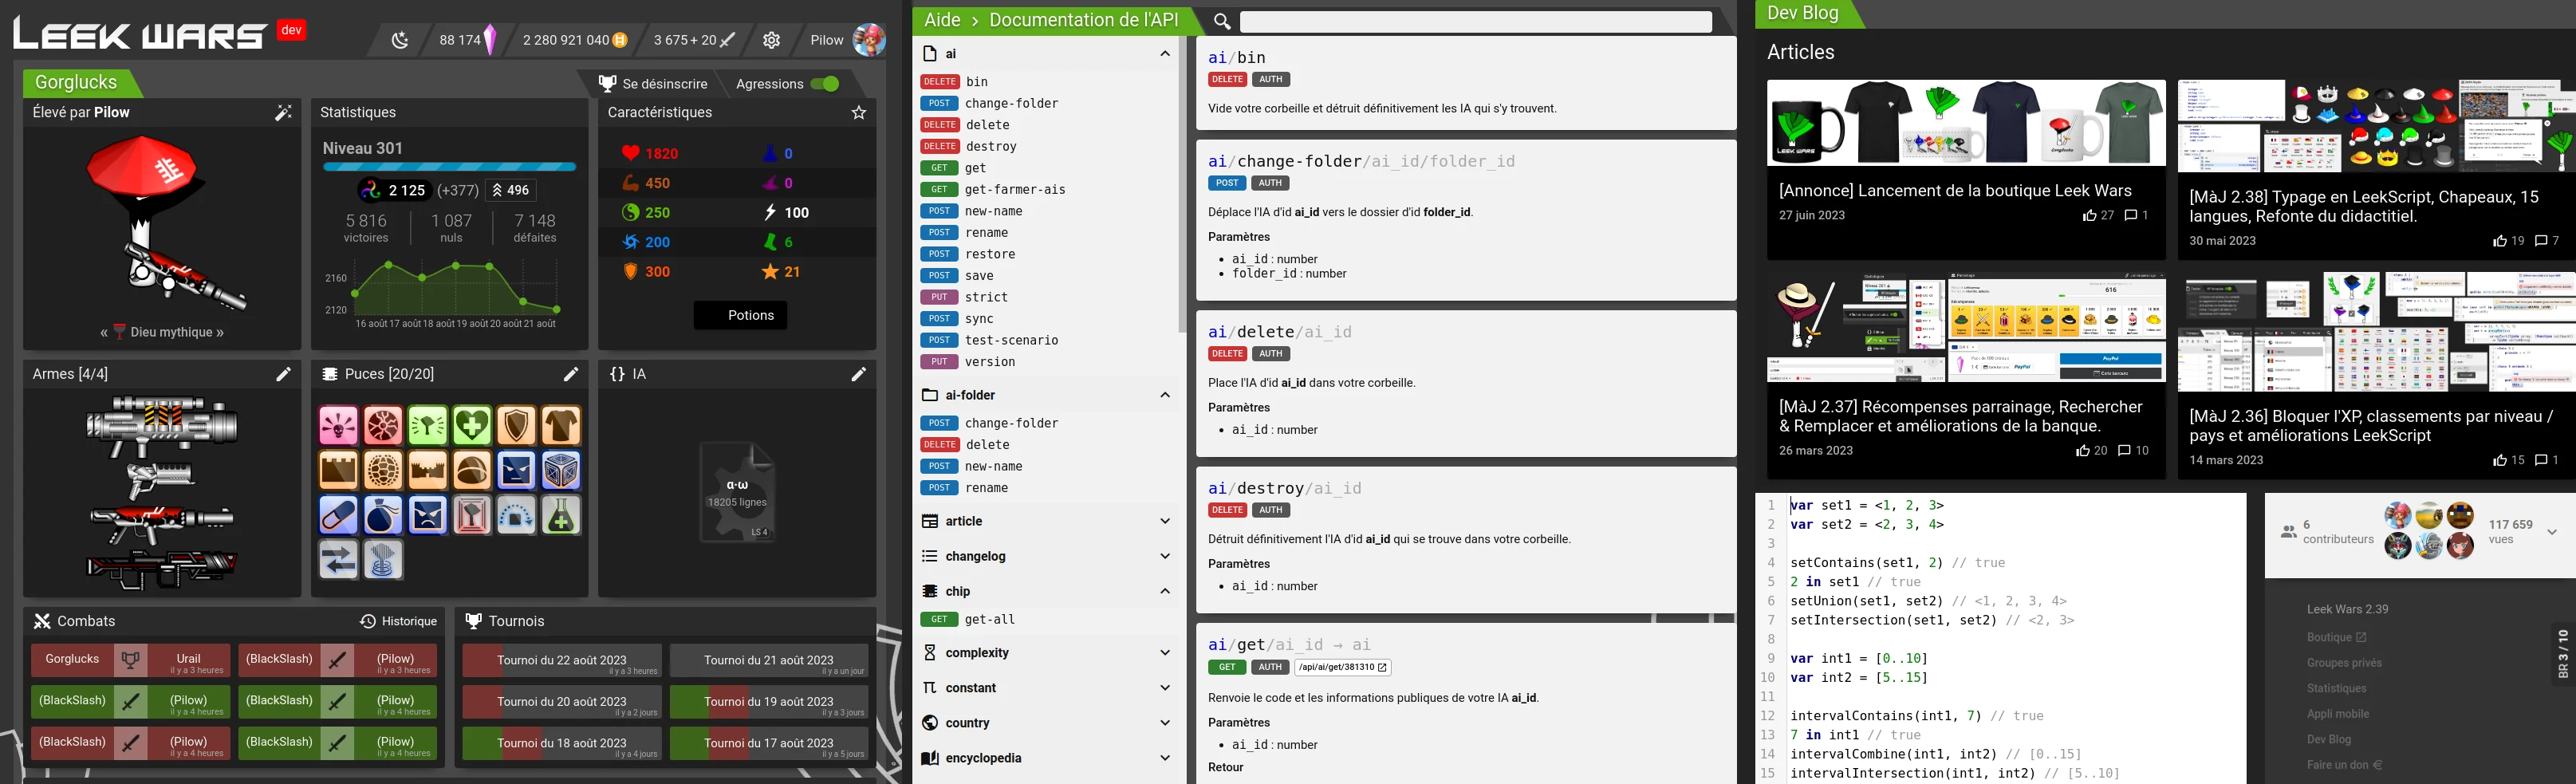 LEEK WARS
dev
88 174
2 280 921 040
3 675 + 20
Pilow
Gorglucks
Se désinscrire
Agressions
Élevé par Pilow
« Dieu mythique »
Statistiques
Niveau 301
2 125 (+377) 496
5 816 1 087 7 148
victoires nuls défaites
2160
2120
16 août 17 août 18 août 19 août 20 août 21 août
Caractéristiques
1820 0
450 0
250 100
200 6
300 21
Potions
Armes [4/4]
Puces [20/20]
{} IA
α·ω
18205 lignes
LS 4
Combats
Historique
Gorglucks Urail
il y a 3 heures
(BlackSlash) (Pilow)
il y a 3 heures
(BlackSlash) (Pilow)
il y a 4 heures
(BlackSlash) (Pilow)
il y a 4 heures
(BlackSlash) (Pilow)
il y a 4 heures
(BlackSlash) (Pilow)
il y a 4 heures
Tournois
Tournoi du 22 août 2023
il y a 3 heures
Tournoi du 21 août 2023
il y a un jour
Tournoi du 20 août 2023
il y a 2 jours
Tournoi du 19 août 2023
il y a 3 jours
Tournoi du 18 août 2023
il y a 4 jours
Tournoi du 17 août 2023
il y a 5 jours
Aide > Documentation de l'API
ai
DELETE bin
POST change-folder
DELETE delete
DELETE destroy
GET get
GET get-farmer-ais
POST new-name
POST rename
POST restore
POST save
PUT strict
POST sync
POST test-scenario
PUT version
ai-folder
POST change-folder
DELETE delete
POST new-name
POST rename
article
changelog
chip
GET get-all
complexity
constant
country
encyclopedia
ai/bin
DELETE AUTH
Vide votre corbeille et détruit définitivement les IA qui s'y trouvent.
ai/change-folder/ai_id/folder_id
POST AUTH
Déplace l'IA d'id ai_id vers le dossier d'id folder_id.
Paramètres
• ai_id : number
• folder_id : number
ai/delete/ai_id
DELETE AUTH
Place l'IA d'id ai_id dans votre corbeille.
Paramètres
• ai_id : number
ai/destroy/ai_id
DELETE AUTH
Détruit définitivement l'IA d'id ai_id qui se trouve dans votre corbeille.
Paramètres
• ai_id : number
ai/get/ai_id → ai
GET AUTH /api/ai/get/381310
Renvoie le code et les informations publiques de votre IA ai_id.
Paramètres
• ai_id : number
Retour
Dev Blog
Articles
LEEK WARS
[Annonce] Lancement de la boutique Leek Wars
27 juin 2023 27 1
[MàJ 2.38] Typage en LeekScript, Chapeaux, 15
langues, Refonte du didactitiel.
30 mai 2023 19 7
616
PayPal
PayPal
[MàJ 2.37] Récompenses parrainage, Rechercher
& Remplacer et améliorations de la banque.
26 mars 2023 20 10
[MàJ 2.36] Bloquer l'XP, classements par niveau /
pays et améliorations LeekScript
14 mars 2023 15 1
1 var set1 = <1, 2, 3>
2 var set2 = <2, 3, 4>
3
4 setContains(set1, 2) // true
5 2 in set1 // true
6 setUnion(set1, set2) // <1, 2, 3, 4>
7 setIntersection(set1, set2) // <2, 3>
8
9 var int1 = [0..10]
10 var int2 = [5..15]
11
12 intervalContains(int1, 7) // true
13 7 in int1 // true
14 intervalCombine(int1, int2) // [0..15]
15 intervalIntersection(int1, int2) // [5..10]
6
contributeurs
117 659
vues
Leek Wars 2.39
Boutique
Groupes privés
Statistiques
Appli mobile
Dev Blog
Faire un don €
BR 3 / 10